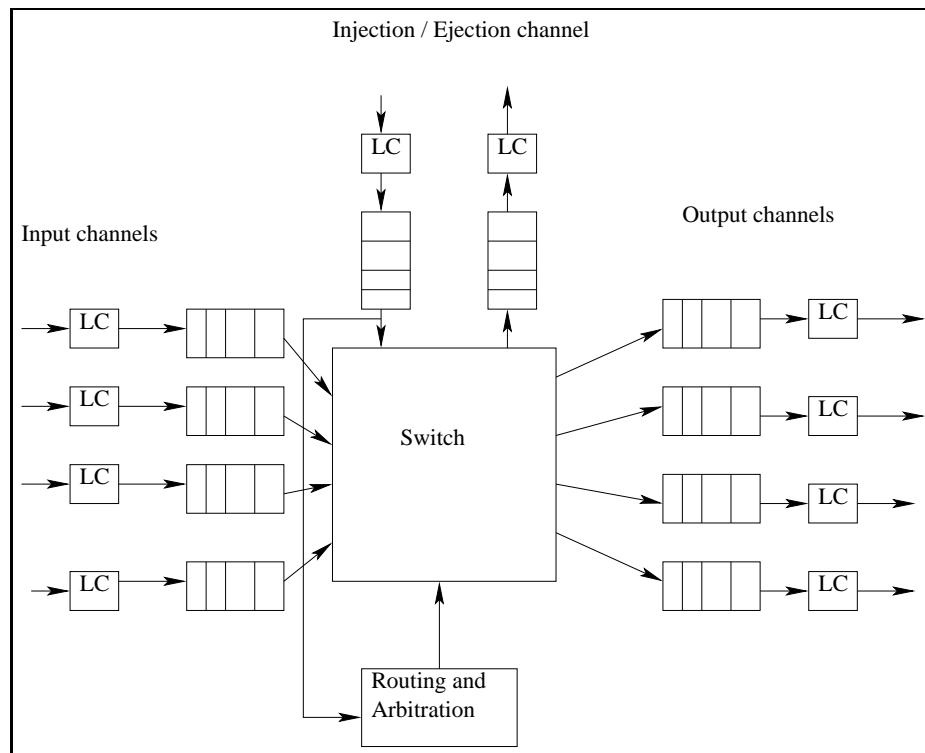 Injection / Ejection channel
LC
LC
Output channels
Input channels
LC
LC
LC
LC
LC
LC
LC
LC
Switch
Routing and
Arbitration